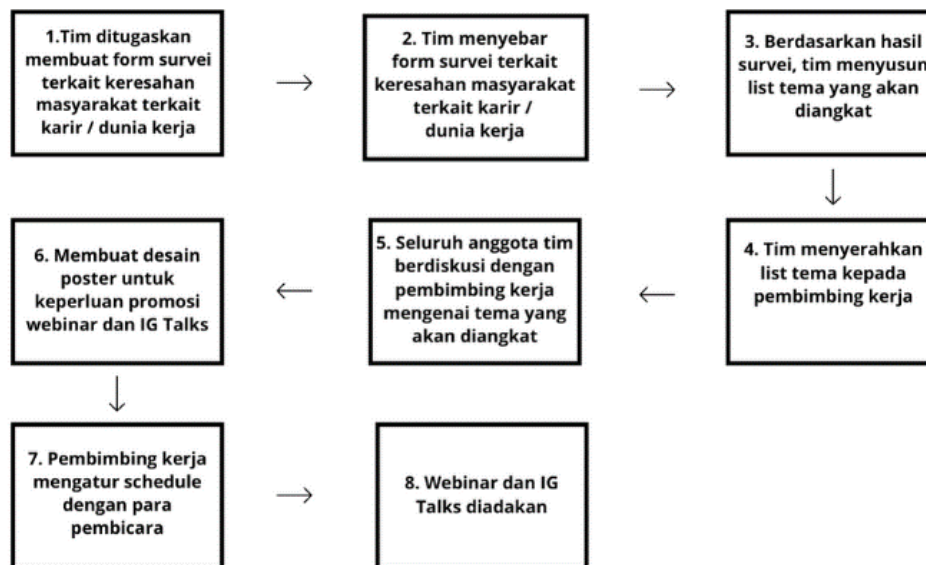 1.Tim ditugaskan
membuat form survei
terkait keresahan
masyarakat terkait
karir / dunia kerja
2. Tim menyebar
form survei terkait
keresahan masyarakat
terkait karir /
dunia kerja
3. Berdasarkan hasil
survei, tim menyusun
list tema yang akan
diangkat
4. Tim menyerahkan
list tema kepada
pembimbing kerja
5. Seluruh anggota tim
berdiskusi dengan
pembimbing kerja
mengenai tema yang
akan diangkat
6. Membuat desain
poster untuk
keperluan promosi
webinar dan IG Talks
7. Pembimbing kerja
mengatur schedule
dengan para
pembicara
8. Webinar dan IG
Talks diadakan